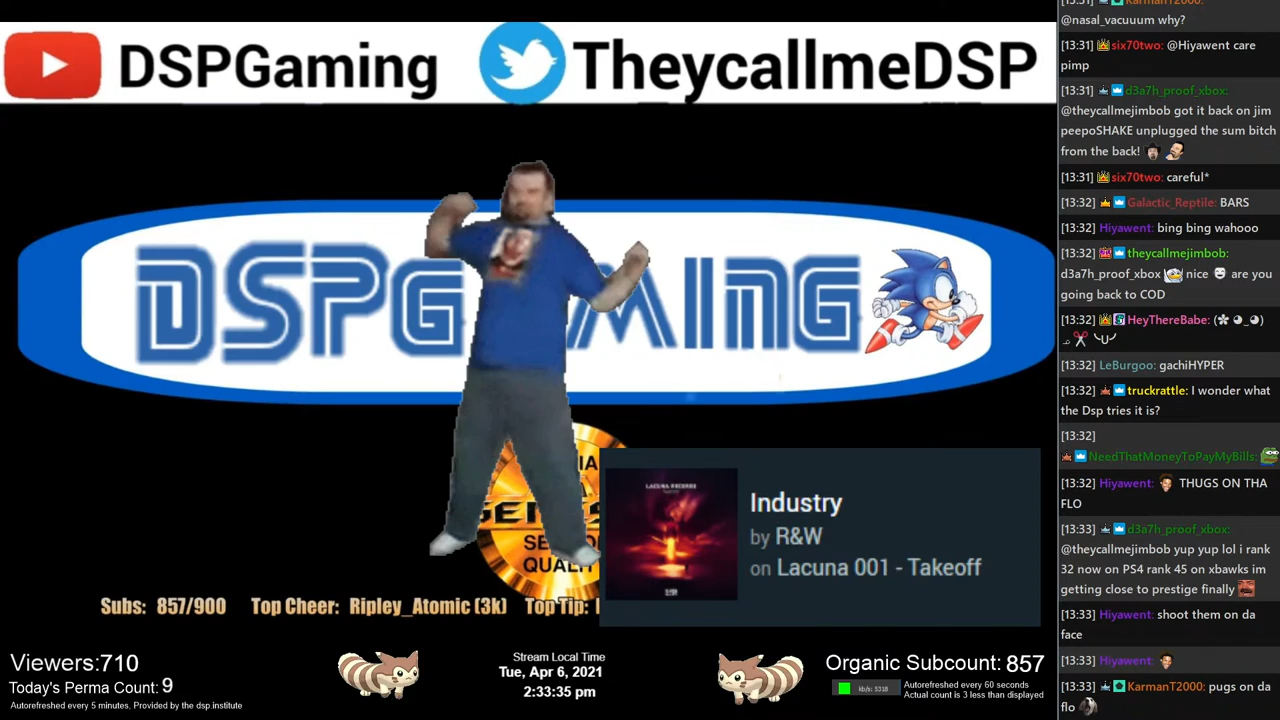 DSPGaming
TheycallmeDSP
DSPGAMING
Industry
by R&W
on Lacuna 001 - Takeoff
Subs: 857/900 Top Cheer: Ripley_Atomic (3k) Top Tip:
Viewers:710
Today's Perma Count: 9
Autorefreshed every 5 minutes, Provided by the dsp.institute
Stream Local Time
Tue, Apr 6, 2021
2:33:35 pm
Organic Subcount: 857
kb/s: 5318
Autorefreshed every 60 seconds
Actual count is 3 less than displayed
[13:31] KarmanT2000:
@nasal_vacuuum why?
[13:31] six70two: @Hiyawent care
pimp
[13:31] d3a7h_proof_xbox:
@theycallmejimbob got it back on jim
peepoSHAKE unplugged the sum bitch
from the back!
[13:31] six70two: careful*
[13:32] Galactic_Reptile: BARS
[13:32] Hiyawent: bing bing wahooo
[13:32] theycallmejimbob:
d3a7h_proof_xbox nice are you
going back to COD
[13:32] HeyThereBabe:
[13:32] LeBurgoo: gachiHYPER
[13:32] truckrattle: I wonder what
the Dsp tries it is?
[13:32]
NeedThatMoneyToPayMyBills:
[13:32] Hiyawent: THUGS ON THA
FLO
[13:33] d3a7h_proof_xbox:
@theycallmejimbob yup yup lol i rank
32 now on PS4 rank 45 on xbawks im
getting close to prestige finally
[13:33] Hiyawent: shoot them on da
face
[13:33] Hiyawent:
[13:33] KarmanT2000: pugs on da
flo